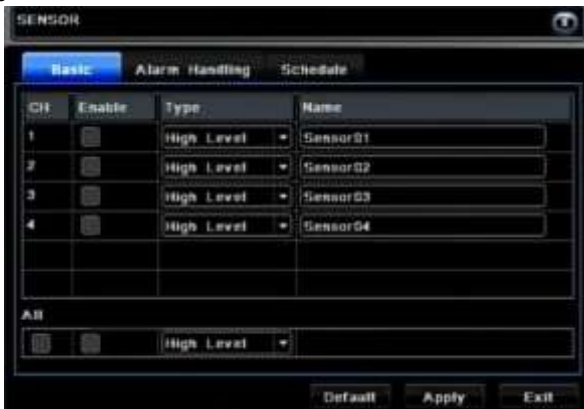 SENSOR
Basic Alarm Handling Schedule
CH Enable Type Name
1 High Level Sensor01
2 High Level Sensor02
3 High Level Sensor03
4 High Level Sensor04
All
High Level
Default Apply Exit